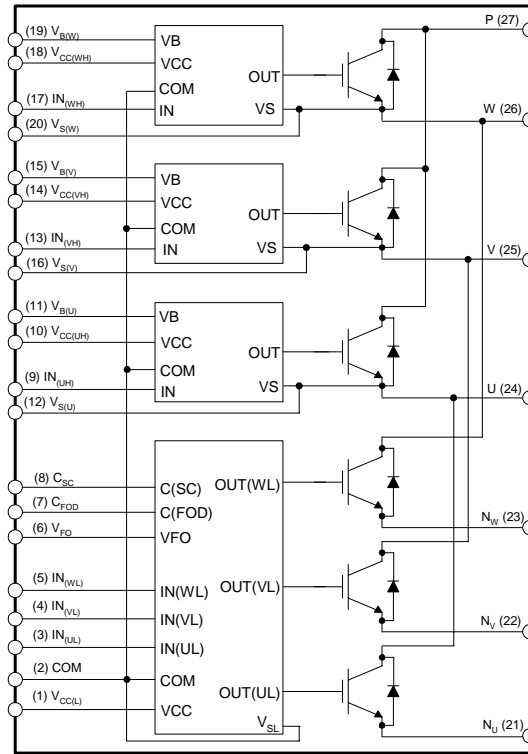 (19) VB(W)
(18) VCC(WH)
(17) IN(WH)
(20) VS(W)
VB
VCC
COM
IN
OUT
VS
P (27)
W (26)
(15) VB(V)
(14) VCC(VH)
(13) IN(VH)
(16) VS(V)
VB
VCC
COM
IN
OUT
VS
V (25)
(11) VB(U)
(10) VCC(UH)
(9) IN(UH)
(12) VS(U)
VB
VCC
COM
IN
OUT
VS
U (24)
(8) CSC
(7) CFOD
(6) VFO
(5) IN(WL)
(4) IN(VL)
(3) IN(UL)
(2) COM
(1) VCC(L)
C(SC)
C(FOD)
VFO
IN(WL)
IN(VL)
IN(UL)
COM
VCC
OUT(WL)
OUT(VL)
OUT(UL)
VSL
NW (23)
NV (22)
NU (21)